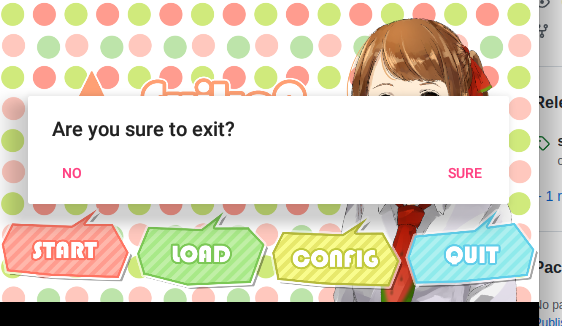 Are you sure to exit?
NO
SURE
START
LOAD
CONFIG
QUIT